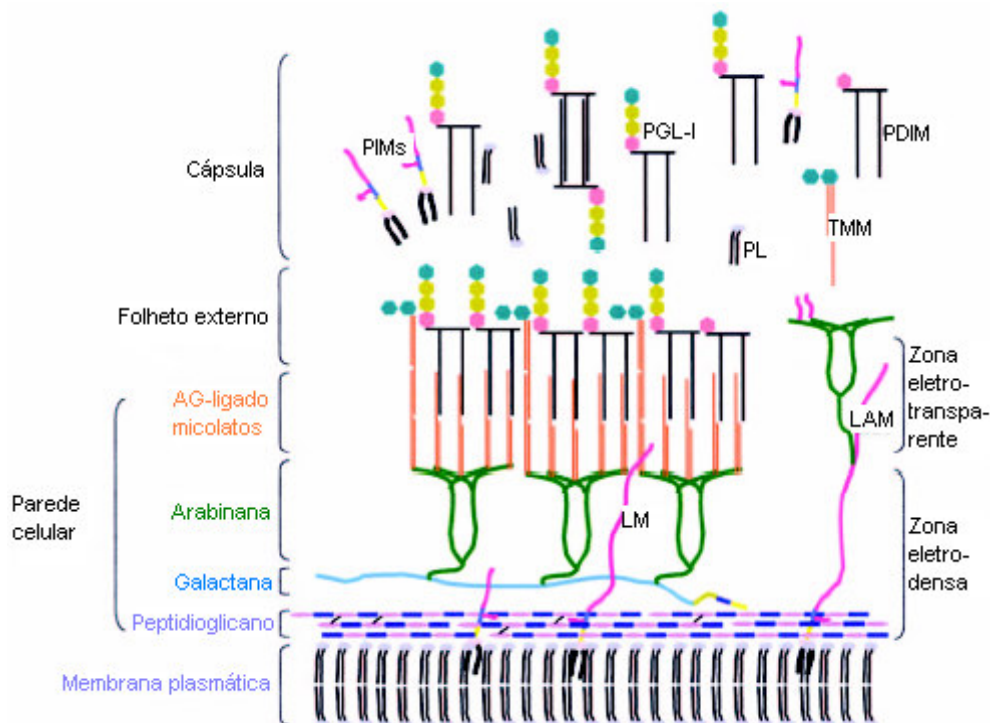 Cápsula
PIMs
PGL-I
PDIM
TMM
PL
Folheto externo
Zona
eletro-
transpa-
rente
AG-ligado
micolatos
LAM
Parede
celular
Arabinana
LM
Zona
eletro-
densa
Galactana
Peptidioglicano
Membrana plasmática